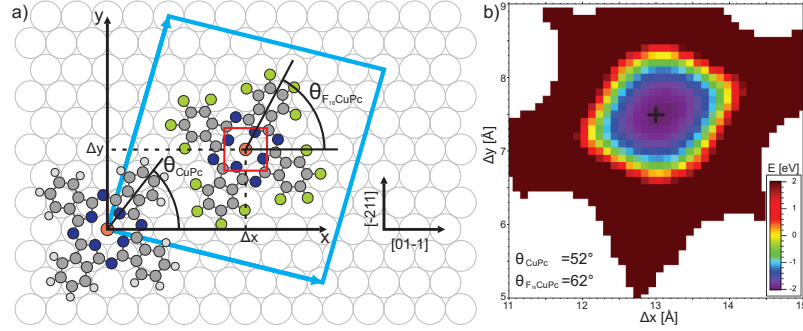 a)
y
θF₁₆CuPc
Δy
θCuPc
Δx
x
[-211]
[01-1]
b)
Δy [Å]
9
8
7
6
5
11
12
13
14
15
Δx [Å]
θCuPc =52°
θF₁₆CuPc =62°
E [eV]
2
1
0
-1
-2